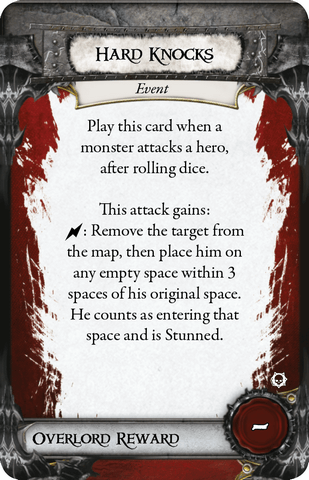 HARD KNOCKS
Event
Play this card when a
monster attacks a hero,
after rolling dice.
This attack gains:
: Remove the target from
the map, then place him on
any empty space within 3
spaces of his original space.
He counts as entering that
space and is Stunned.
OVERLORD REWARD
-